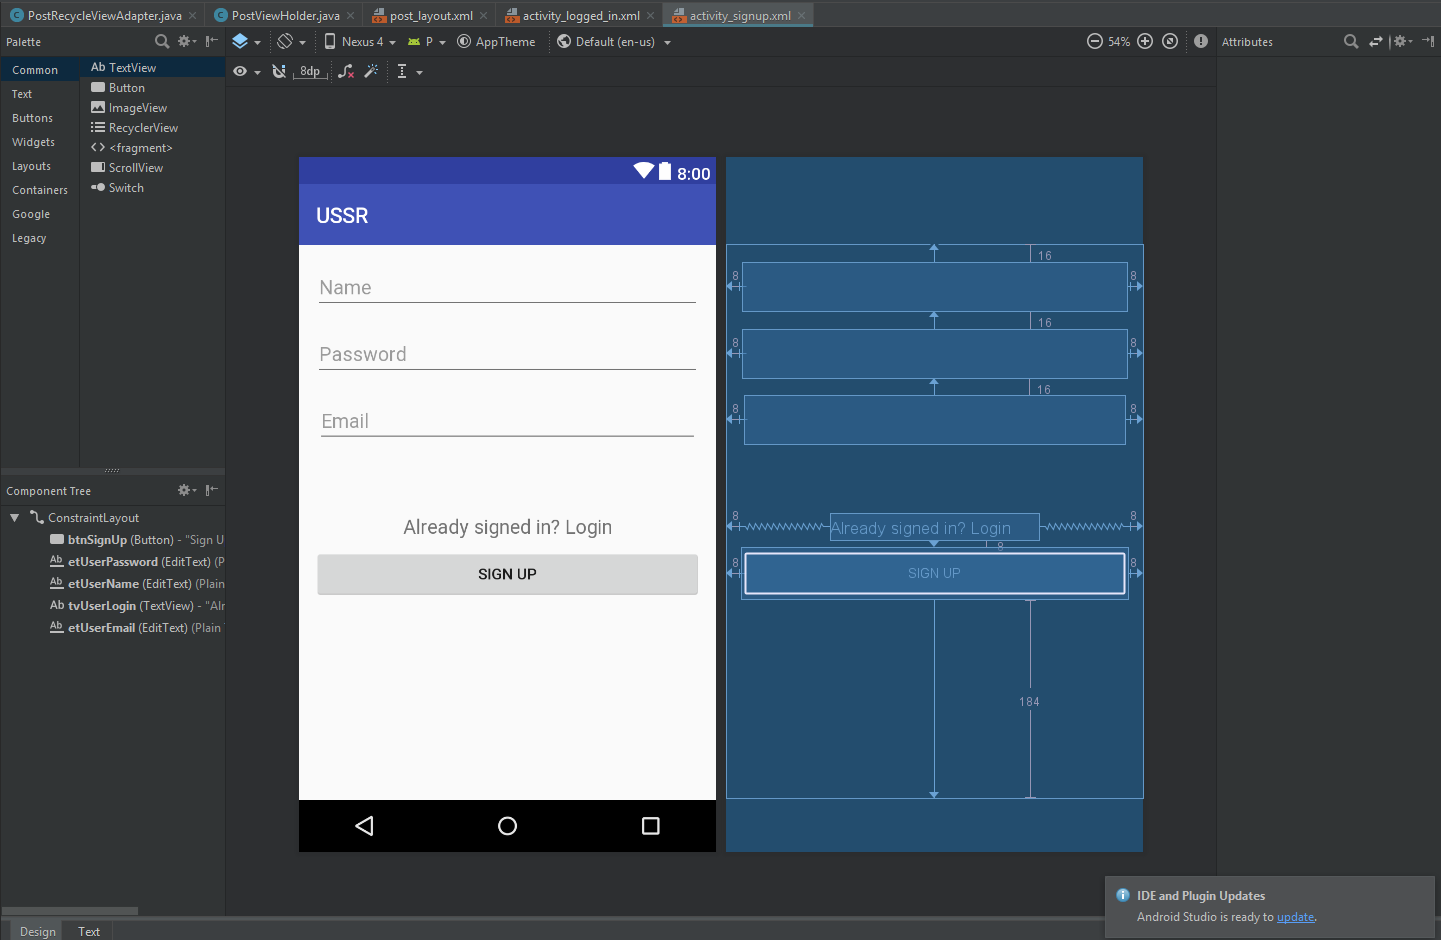 PostRecycleViewAdapter.java
PostViewHolder.java
post_layout.xml
activity_logged_in.xml
activity_signup.xml
Palette
Nexus 4
P
AppTheme
Default (en-us)
54%
Attributes
Common
Text
Buttons
Widgets
Layouts
Containers
Google
Legacy
Ab TextView
Button
ImageView
RecyclerView
<fragment>
ScrollView
Switch
8dp
8:00
USSR
Name
Password
Email
Already signed in? Login
SIGN UP
16
8
8
16
8
8
16
8
8
8
Already signed in? Login
8
8
8
SIGN UP
8
184
Component Tree
ConstraintLayout
btnSignUp (Button) - "Sign U
Ab etUserPassword (EditText) (P
Ab etUserName (EditText) (Plain
Ab tvUserLogin (TextView) - "Alr
Ab etUserEmail (EditText) (Plain
IDE and Plugin Updates
Android Studio is ready to update.
Design
Text